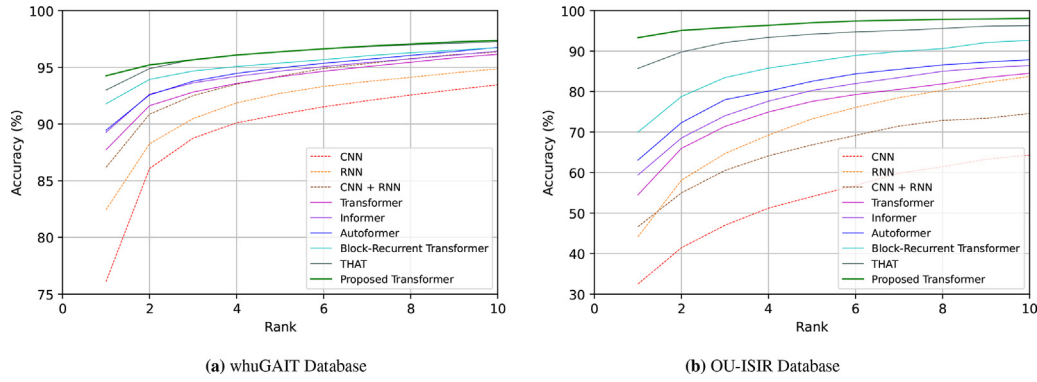 100
95
90
85
80
75
Accuracy (%)
0
2
4
6
8
10
Rank
CNN
RNN
CNN + RNN
Transformer
Informer
Autoformer
Block-Recurrent Transformer
THAT
Proposed Transformer
(a) whuGAIT Database
100
90
80
70
60
50
40
30
Accuracy (%)
0
2
4
6
8
10
Rank
CNN
RNN
CNN + RNN
Transformer
Informer
Autoformer
Block-Recurrent Transformer
THAT
Proposed Transformer
(b) OU-ISIR Database